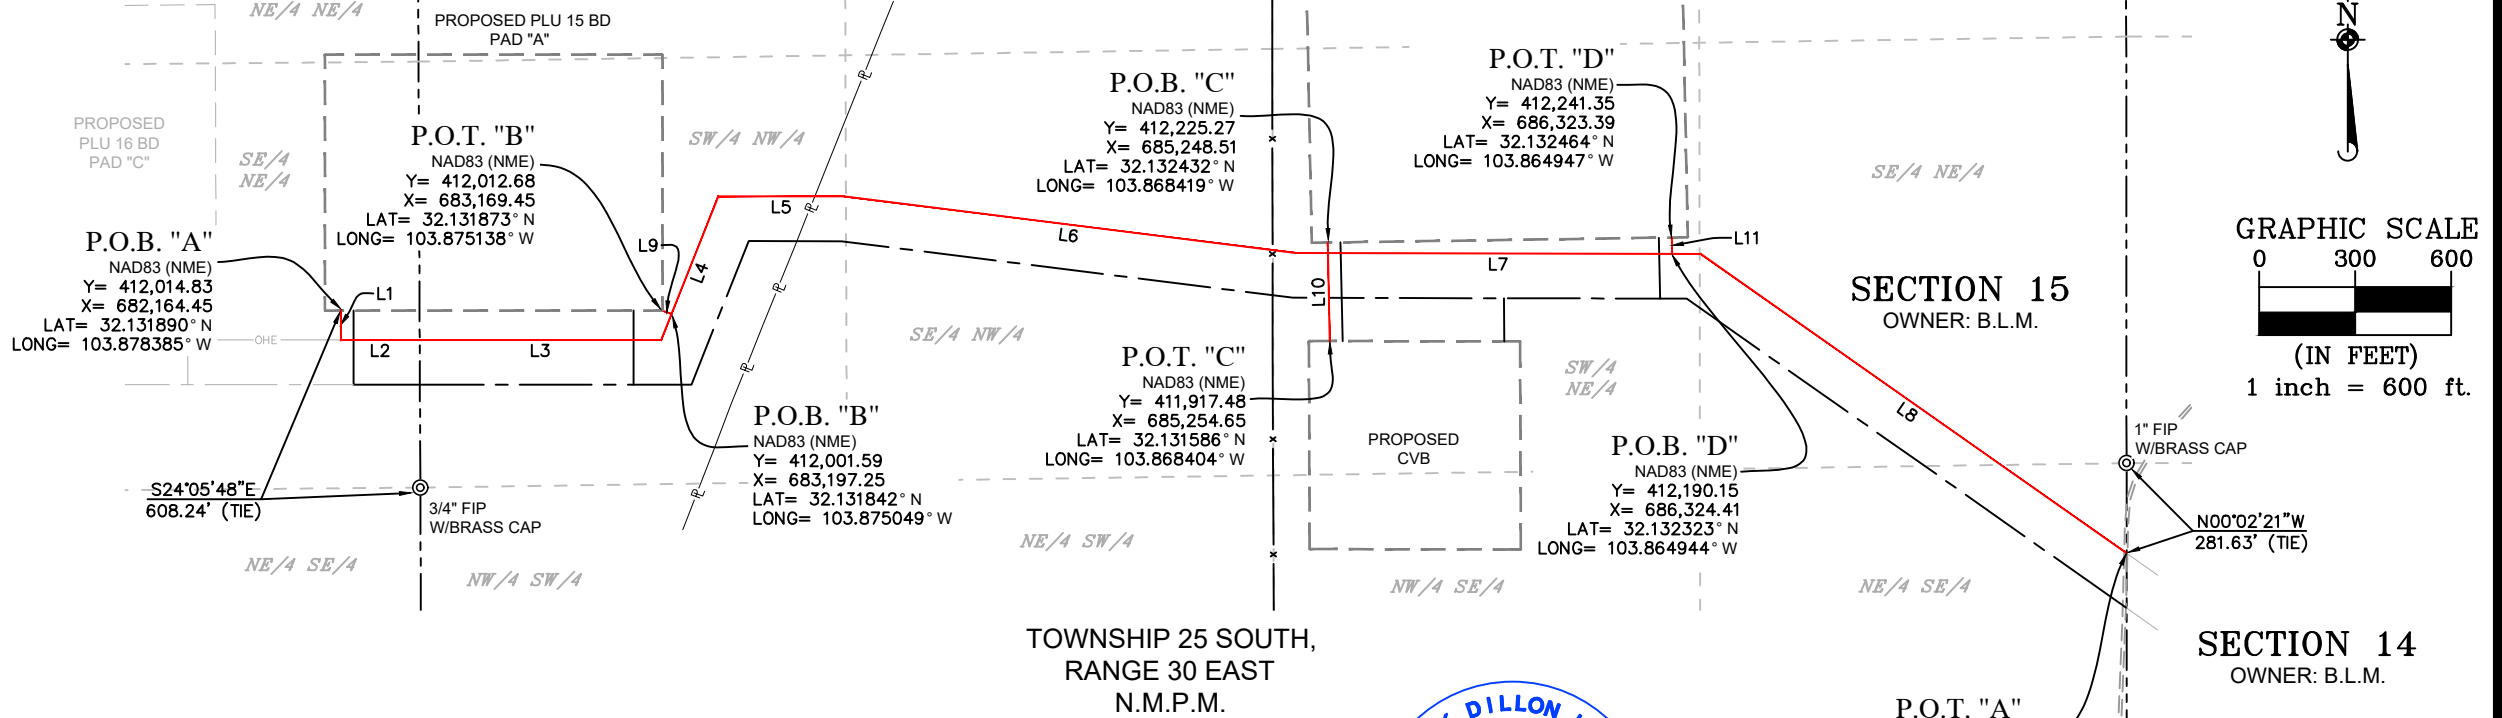 NE/4 NE/4
PROPOSED PLU 15 BD
PAD "A"
PROPOSED
PLU 16 BD
PAD "C"
SE/4
NE/4
P.O.T. "B"
NAD83 (NME)
Y= 412,012.68
X= 683,169.45
LAT= 32.131873° N
LONG= 103.875138° W
P.O.B. "A"
NAD83 (NME)
Y= 412,014.83
X= 682,164.45
LAT= 32.131890° N
LONG= 103.878385° W
OHE
L1
L2
L3
L9
L4
L5
L6
SW/4 NW/4
PL
PL
PL
PL
PL
P.O.B. "C"
NAD83 (NME)
Y= 412,225.27
X= 685,248.51
LAT= 32.132432° N
LONG= 103.868419° W
P.O.T. "D"
NAD83 (NME)
Y= 412,241.35
X= 686,323.39
LAT= 32.132464° N
LONG= 103.864947° W
SE/4 NE/4
N
GRAPHIC SCALE
0 300 600
(IN FEET)
1 inch = 600 ft.
L11
L7
L10
L8
SECTION 15
OWNER: B.L.M.
SE/4 NW/4
SW/4
NE/4
P.O.T. "C"
NAD83 (NME)
Y= 411,917.48
X= 685,254.65
LAT= 32.131586° N
LONG= 103.868404° W
PROPOSED
CVB
P.O.B. "B"
NAD83 (NME)
Y= 412,001.59
X= 683,197.25
LAT= 32.131842° N
LONG= 103.875049° W
P.O.B. "D"
NAD83 (NME)
Y= 412,190.15
X= 686,324.41
LAT= 32.132323° N
LONG= 103.864944° W
1" FIP
W/BRASS CAP
S24°05'48"E
608.24' (TIE)
3/4" FIP
W/BRASS CAP
N00°02'21"W
281.63' (TIE)
NE/4 SE/4
NW/4 SW/4
NE/4 SW/4
NW/4 SE/4
NE/4 SE/4
TOWNSHIP 25 SOUTH,
RANGE 30 EAST
N.M.P.M.
SECTION 14
OWNER: B.L.M.
DILLON
P.O.T. "A"